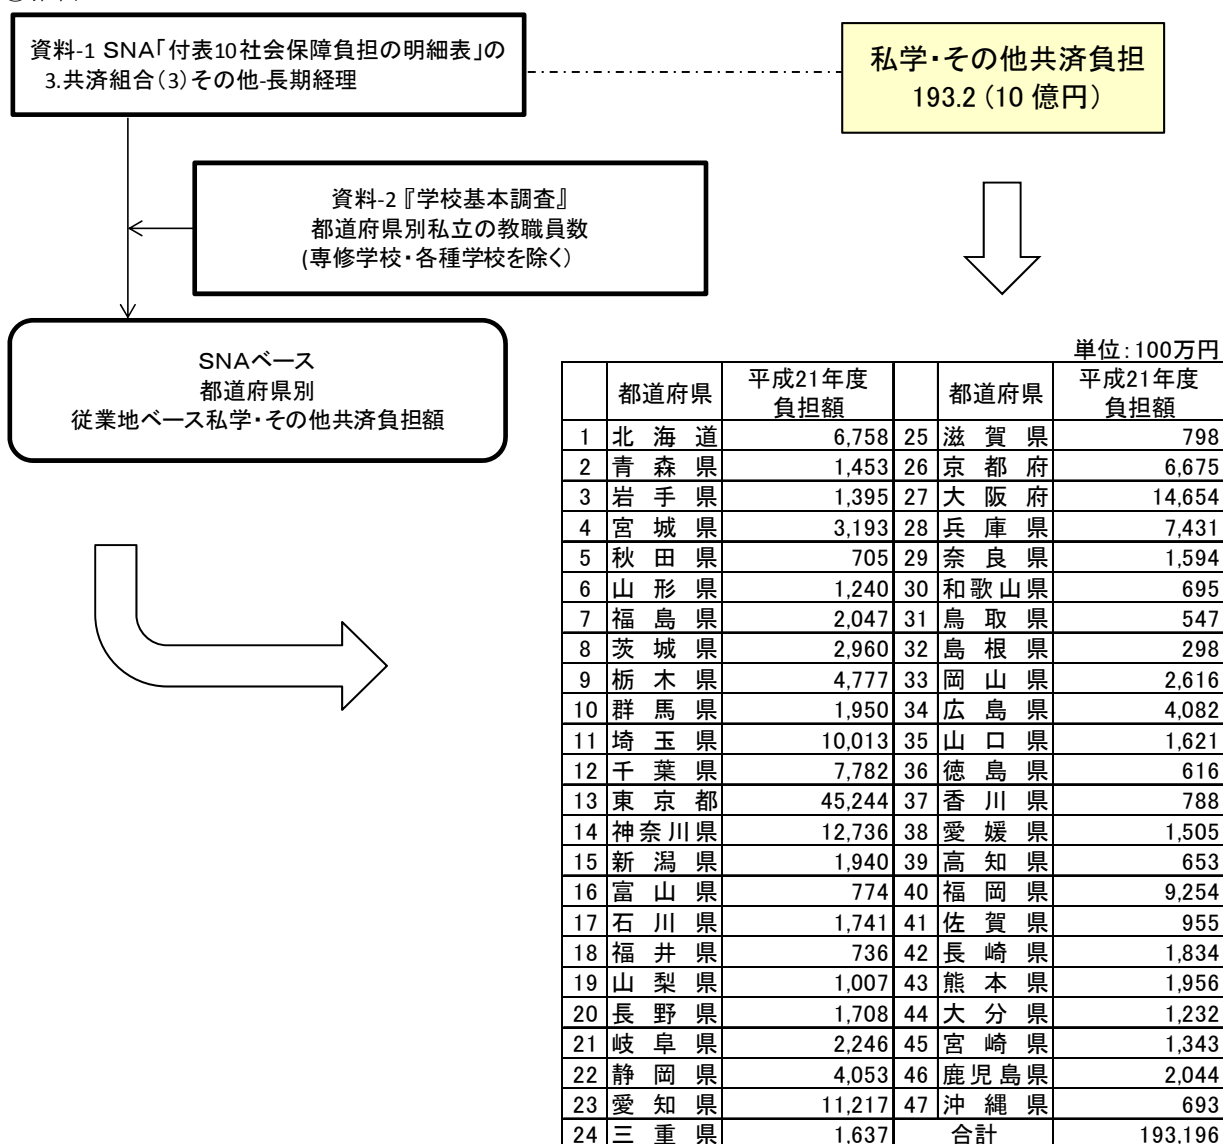 資料-1 SNA「付表10社会保障負担の明細表」の
3.共済組合(3)その他-長期経理
私学・その他共済負担
193.2(10億円)
資料-2『学校基本調査』
都道府県別私立の教職員数
(専修学校・各種学校を除く)
SNAベース
都道府県別
従業地ベース私学・その他共済負担額
単位:100万円
都道府県 平成21年度負担額 都道府県 平成21年度負担額
1 北海道 6,758 25 滋賀県 798
2 青森県 1,453 26 京都府 6,675
3 岩手県 1,395 27 大阪府 14,654
4 宮城県 3,193 28 兵庫県 7,431
5 秋田県 705 29 奈良県 1,594
6 山形県 1,240 30 和歌山県 695
7 福島県 2,047 31 鳥取県 547
8 茨城県 2,960 32 島根県 298
9 栃木県 4,777 33 岡山県 2,616
10 群馬県 1,950 34 広島県 4,082
11 埼玉県 10,013 35 山口県 1,621
12 千葉県 7,782 36 徳島県 616
13 東京都 45,244 37 香川県 788
14 神奈川県 12,736 38 愛媛県 1,505
15 新潟県 1,940 39 高知県 653
16 富山県 774 40 福岡県 9,254
17 石川県 1,741 41 佐賀県 955
18 福井県 736 42 長崎県 1,834
19 山梨県 1,007 43 熊本県 1,956
20 長野県 1,708 44 大分県 1,232
21 岐阜県 2,246 45 宮崎県 1,343
22 静岡県 4,053 46 鹿児島県 2,044
23 愛知県 11,217 47 沖縄県 693
24 三重県 1,637 合計 193,196